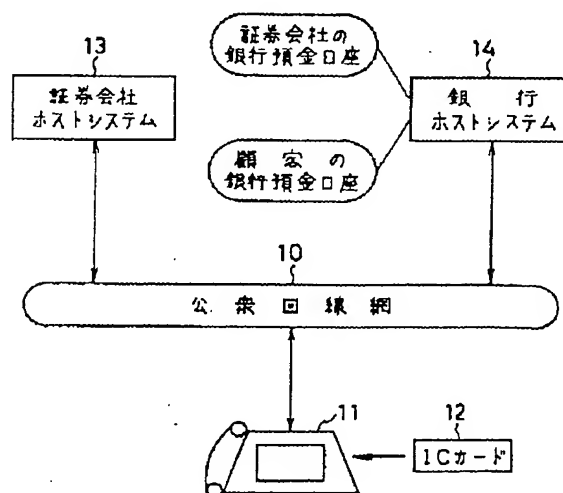 13
証券会社
ホストシステム
証券会社の
銀行預金口座
14
銀行
ホストシステム
顧客の
銀行預金口座
10
公衆回線網
11
12
ICカード